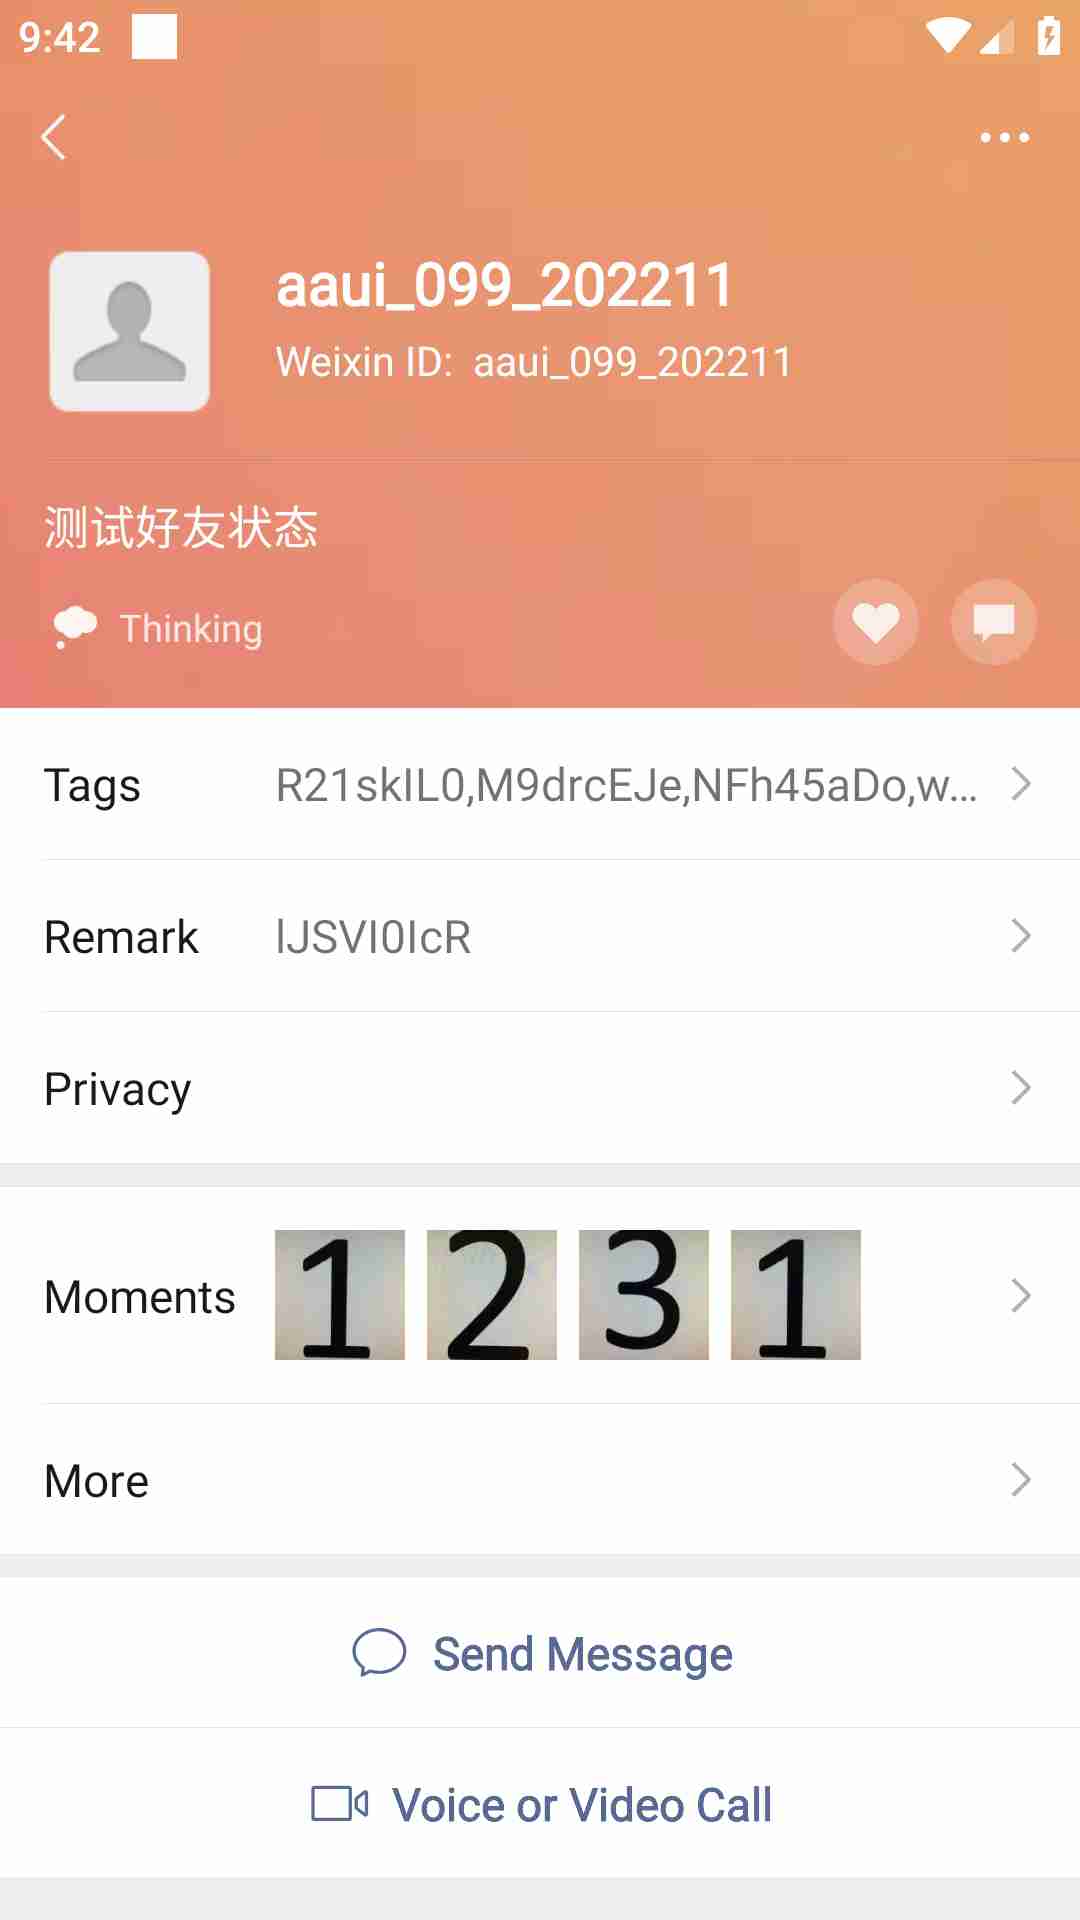 9:42
aaui_099_202211
Weixin ID: aaui_099_202211
测试好友状态
Thinking
Tags R21skIL0,M9drcEJe,NFh45aDo,w...
Remark lJSVI0IcR
Privacy
Moments 1 2 3 1
More
Send Message
Voice or Video Call